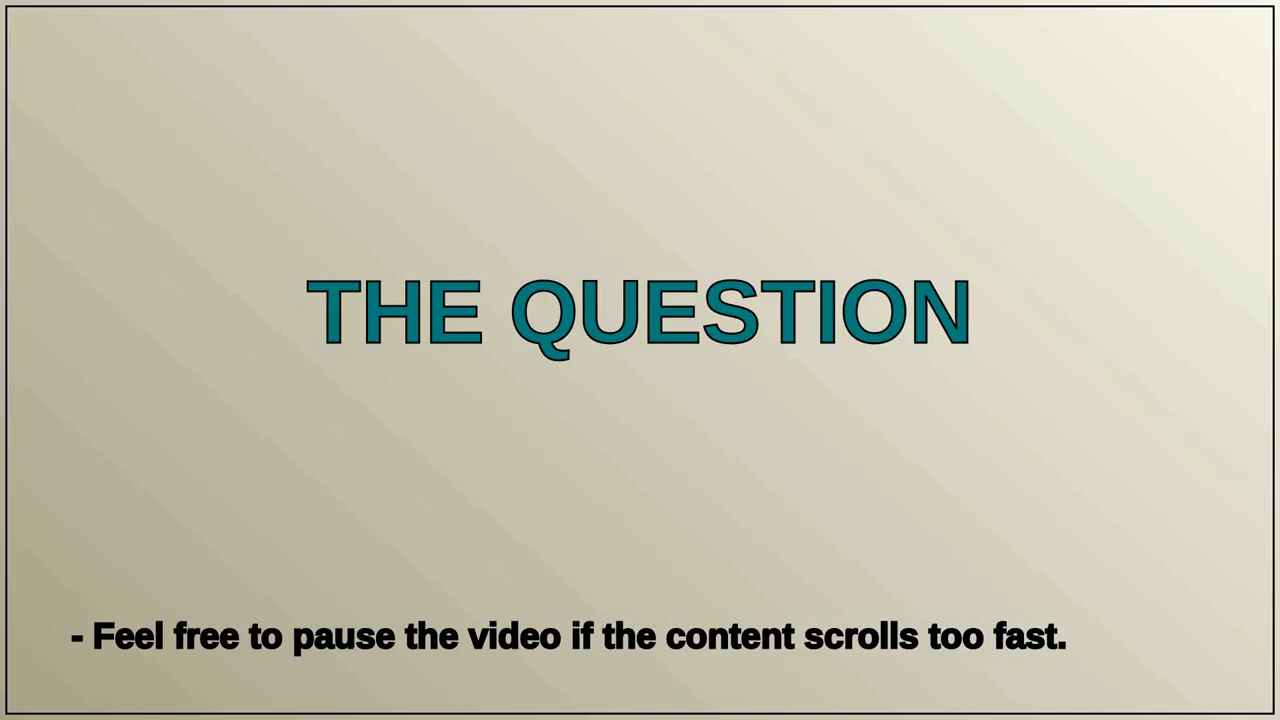 THE QUESTION
- Feel free to pause the video if the content scrolls too fast.